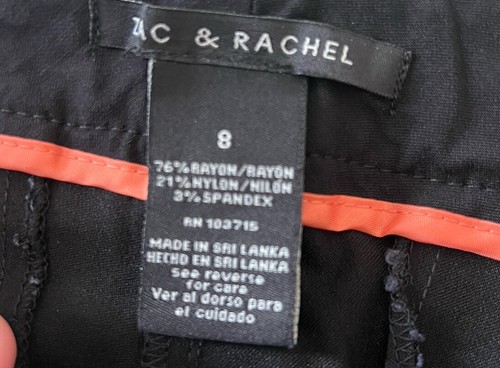 ZAC & RACHEL
8
76% RAYON/RAYÓN
21% NYLON/NILÓN
3% SPANDEX
RN 103715
MADE IN SRI LANKA
HECHO EN SRI LANKA
See reverse
for care
Ver al dorso para
el cuidado